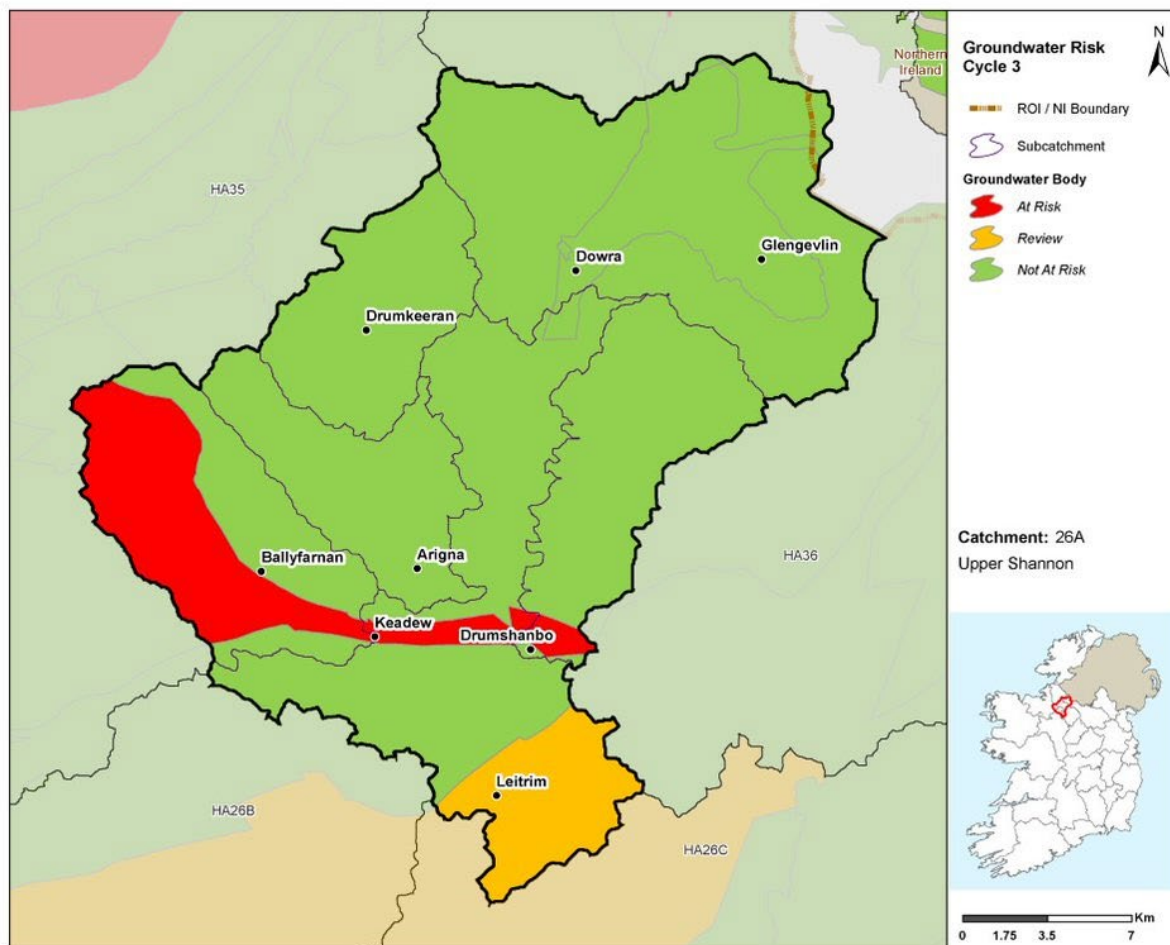 Groundwater Risk
Cycle 3
N
ROI / NI Boundary
Subcatchment
Groundwater Body
At Risk
Review
Not At Risk
Catchment: 26A
Upper Shannon
Km
0 1.75 3.5 7
Northern
Ireland
HA35
Glengevlin
Dowra
Drumkeeran
Ballyfarnan
Arigna
HA36
Keadew
Drumshanbo
Leitrim
HA26B
HA26C